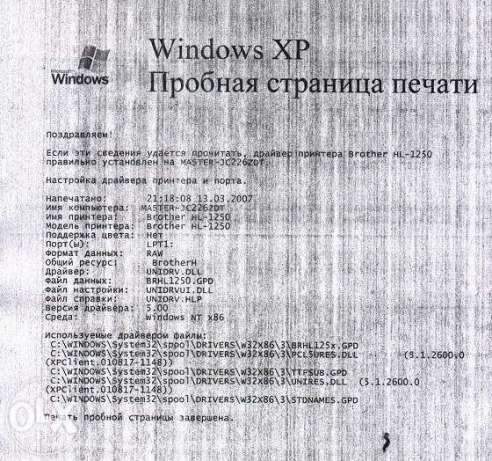 Windows XP
Пробная страница печати
Windows
Поздравляем!
Если эти сведения удается прочитать, драйвер принтера Brother HL-1250
правильно установлен на MASTER-JC226ZDT.
Настройка драйвера принтера и порта.
Напечатано: 21:18:08 13.03.2007
Имя компьютера: MASTER-JC226ZDT
Имя принтера: Brother HL-1250
Модель принтера: Brother HL-1250
Поддержка цвета: Нет
Порт(ы): LPT1:
Формат данных: RAW
Общий ресурс: BrotherH
Драйвер: UNIDRV.DLL
Файл данных: BRHL1250.GPD
Файл настройки: UNIDRVUI.DLL
Файл справки: UNIDRV.HLP
Версия драйвера: 5.00
Среда: Windows NT x86
Используемые драйвером файлы:
C:\WINDOWS\System32\spool\DRIVERS\W32X86\3\BRHL125x.GPD
C:\WINDOWS\System32\spool\DRIVERS\W32X86\3\PCL5URES.DLL (5.1.2600.0
(XPClient.010817-1148))
C:\WINDOWS\System32\spool\DRIVERS\W32X86\3\TTFSUB.GPD
C:\WINDOWS\System32\spool\DRIVERS\W32X86\3\UNIRES.DLL (5.1.2600.0
(XPClient.010817-1148))
C:\WINDOWS\System32\spool\DRIVERS\W32X86\3\STDNAMES.GPD
Печать пробной страницы завершена.